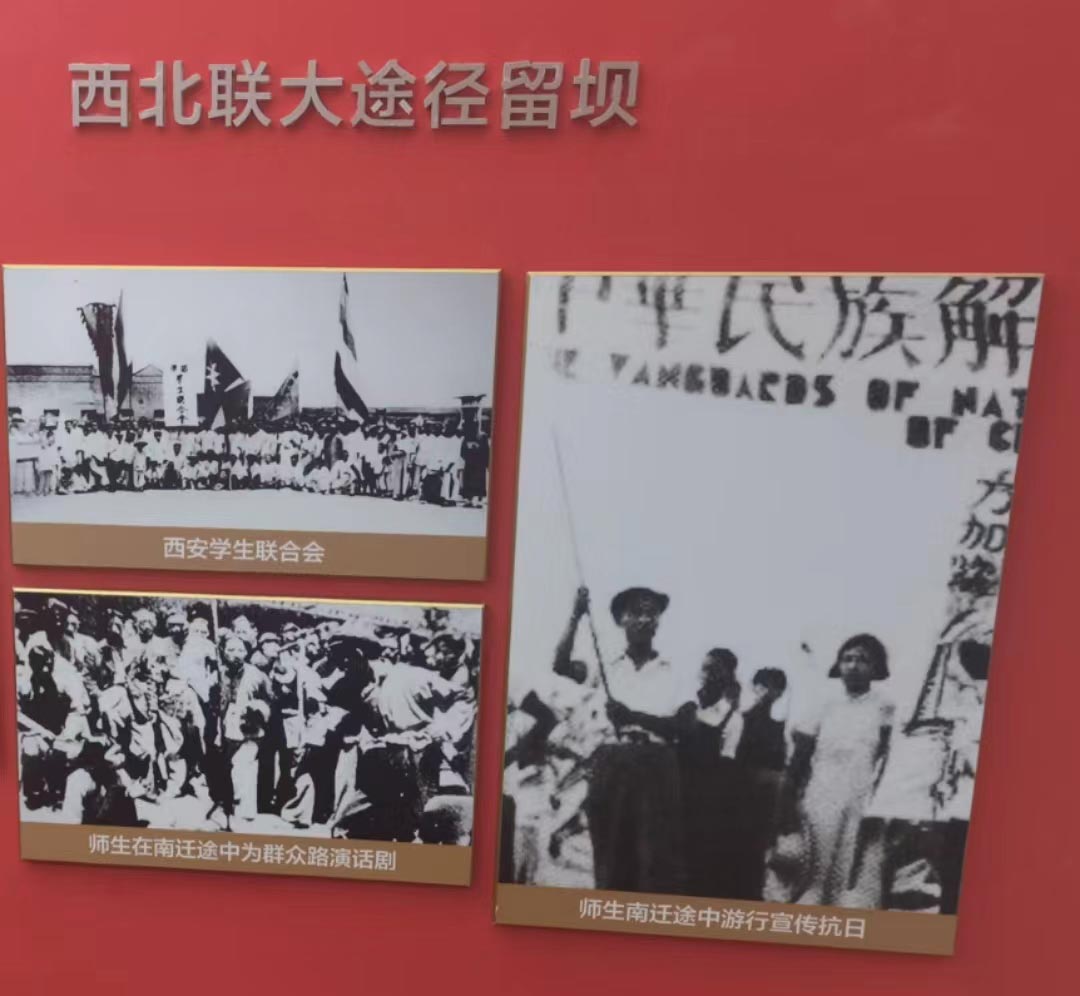 西北联大途径留坝
西安学生联合会
师生在南迁途中为群众路演话剧
民族解
VANGUARDS OF NAT
OF C
方
加
师生南迁途中游行宣传抗日